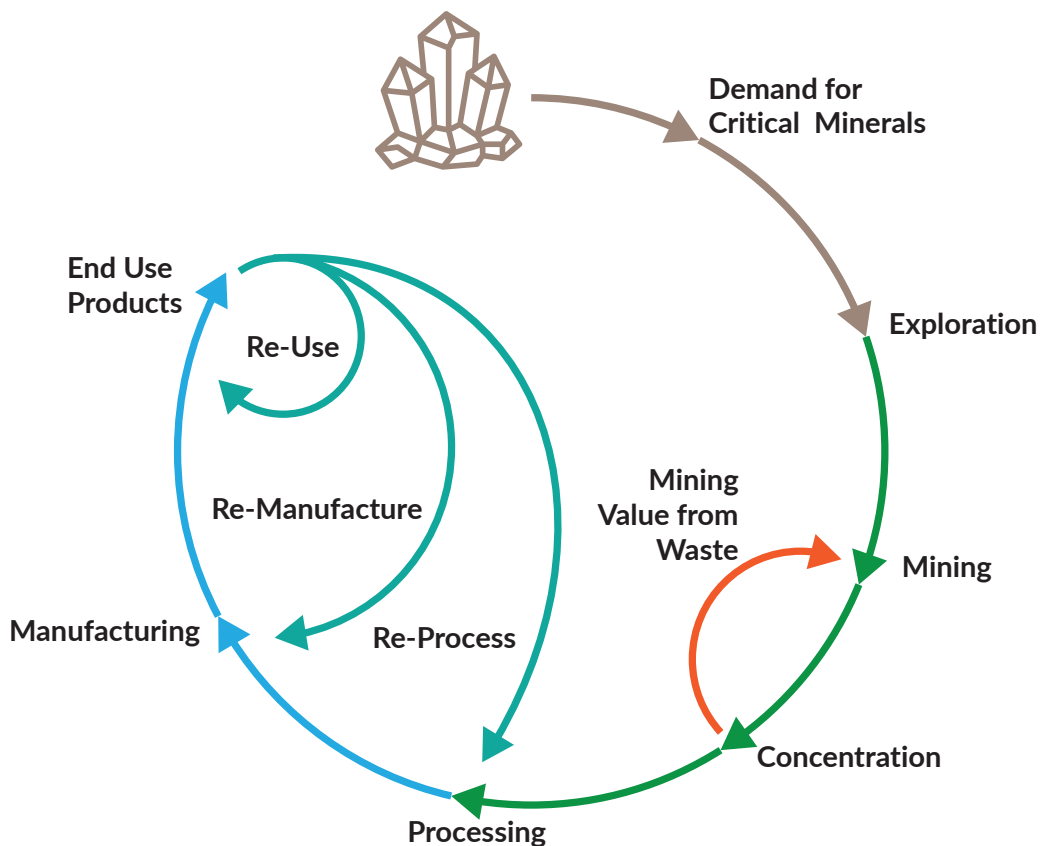 Demand for
Critical Minerals
Exploration
Mining
Concentration
Processing
Manufacturing
End Use
Products
Re-Use
Re-Manufacture
Re-Process
Mining
Value from
Waste